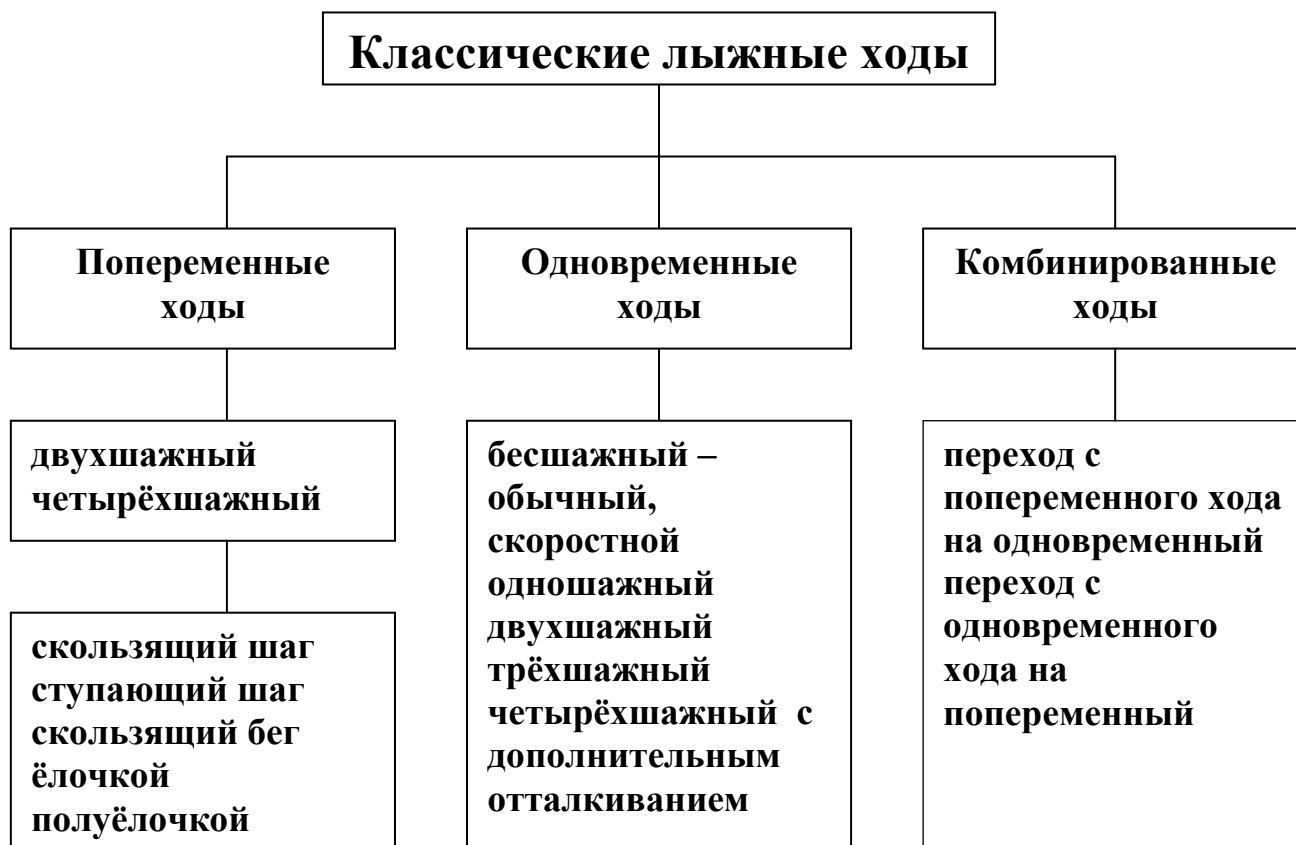 Классические лыжные ходы
Попеременные
ходы
двухшажный
четырёхшажный
скользящий шаг
ступающий шаг
скользящий бег
ёлочкой
полуёлочкой
Одновременные
ходы
бесшажный –
обычный,
скоростной
одношажный
двухшажный
трёхшажный
четырёхшажный с
дополнительным
отталкиванием
Комбинированные
ходы
переход с
попеременного хода
на одновременный
переход с
одновременного
хода на
попеременный